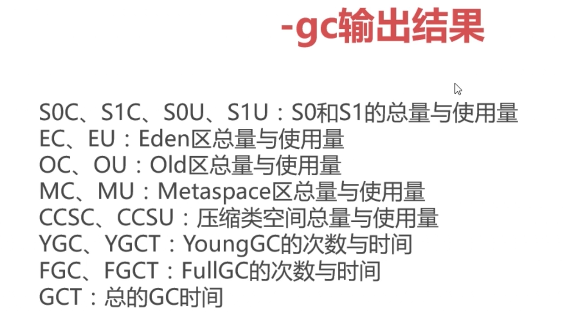 -gc输出结果
S0C、S1C、S0U、S1U：S0和S1的总量与使用量
EC、EU：Eden区总量与使用量
OC、OU：Old区总量与使用量
MC、MU：Metaspace区总量与使用量
CCSC、CCSU：压缩类空间总量与使用量
YGC、YGCT：YoungGC的次数与时间
FGC、FGCT：FullGC的次数与时间
GCT：总的GC时间